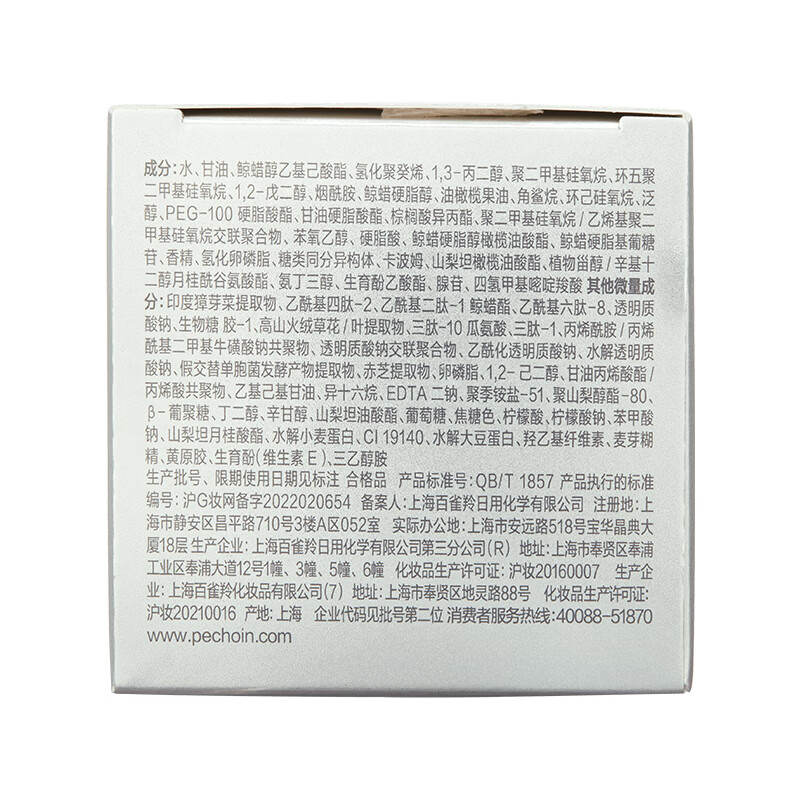 成分:水、甘油、鲸蜡醇乙基己酸酯、氢化聚癸烯、1,3-丙二醇、聚二甲基硅氧烷、环五聚
二甲基硅氧烷、1,2-戊二醇、烟酰胺、鲸蜡硬脂醇、油橄榄果油、角鲨烷、环己硅氧烷、泛
醇、PEG-100 硬脂酸酯、甘油硬脂酸酯、棕榈酸异丙酯、聚二甲基硅氧烷/乙烯基聚二
甲基硅氧烷交联聚合物、苯氧乙醇、硬脂酸、鲸蜡硬脂醇橄榄油酸酯、鲸蜡硬脂基葡糖
苷、香精、氢化卵磷脂、糖类同分异构体、卡波姆、山梨坦橄榄油酸酯、植物甾醇/辛基十
二醇月桂酰谷氨酸酯、氨丁三醇、生育酚乙酸酯、腺苷、四氢甲基嘧啶羧酸 其他微量成
分:印度獐芽菜提取物、乙酰基四肽-2、乙酰基二肽-1 鲸蜡酯、乙酰基六肽-8、透明质
酸钠、生物糖胶-1、高山火绒草花/叶提取物、三肽-10 瓜氨酸、三肽-1、丙烯酰胺/丙烯
酰基二甲基牛磺酸钠共聚物、透明质酸钠交联聚合物、乙酰化透明质酸钠、水解透明质
酸钠、假交替单胞菌发酵产物提取物、赤芝提取物、卵磷脂、1,2-己二醇、甘油丙烯酸酯/
丙烯酸共聚物、乙基己基甘油、异十六烷、EDTA 二钠、聚季铵盐-51、聚山梨醇酯-80、
β-葡聚糖、丁二醇、辛甘醇、山梨坦油酸酯、葡萄糖、焦糖色、柠檬酸、柠檬酸钠、苯甲酸
钠、山梨坦月桂酸酯、水解小麦蛋白、CI 19140、水解大豆蛋白、羟乙基纤维素、麦芽糊
精、黄原胶、生育酚(维生素E)、三乙醇胺
生产批号、限期使用日期见标注 合格品 产品标准号:QB/T 1857 产品执行的标准
编号:沪G妆网备字2022020654 备案人:上海百雀羚日用化学有限公司 注册地:上
海市静安区昌平路710号3楼A区052室 实际办公地:上海市安远路518号宝华晶典大
厦18层 生产企业:上海百雀羚日用化学有限公司第三分公司(R) 地址:上海市奉贤区奉浦
工业区奉浦大道12号1幢、3幢、5幢、6幢 化妆品生产许可证:沪妆20160007 生产企
业:上海百雀羚化妆品有限公司(7) 地址:上海市奉贤区地灵路88号 化妆品生产许可证:
沪妆20210016 产地:上海 企业代码见批号第二位 消费者服务热线:40088-51870
www.pechoin.com